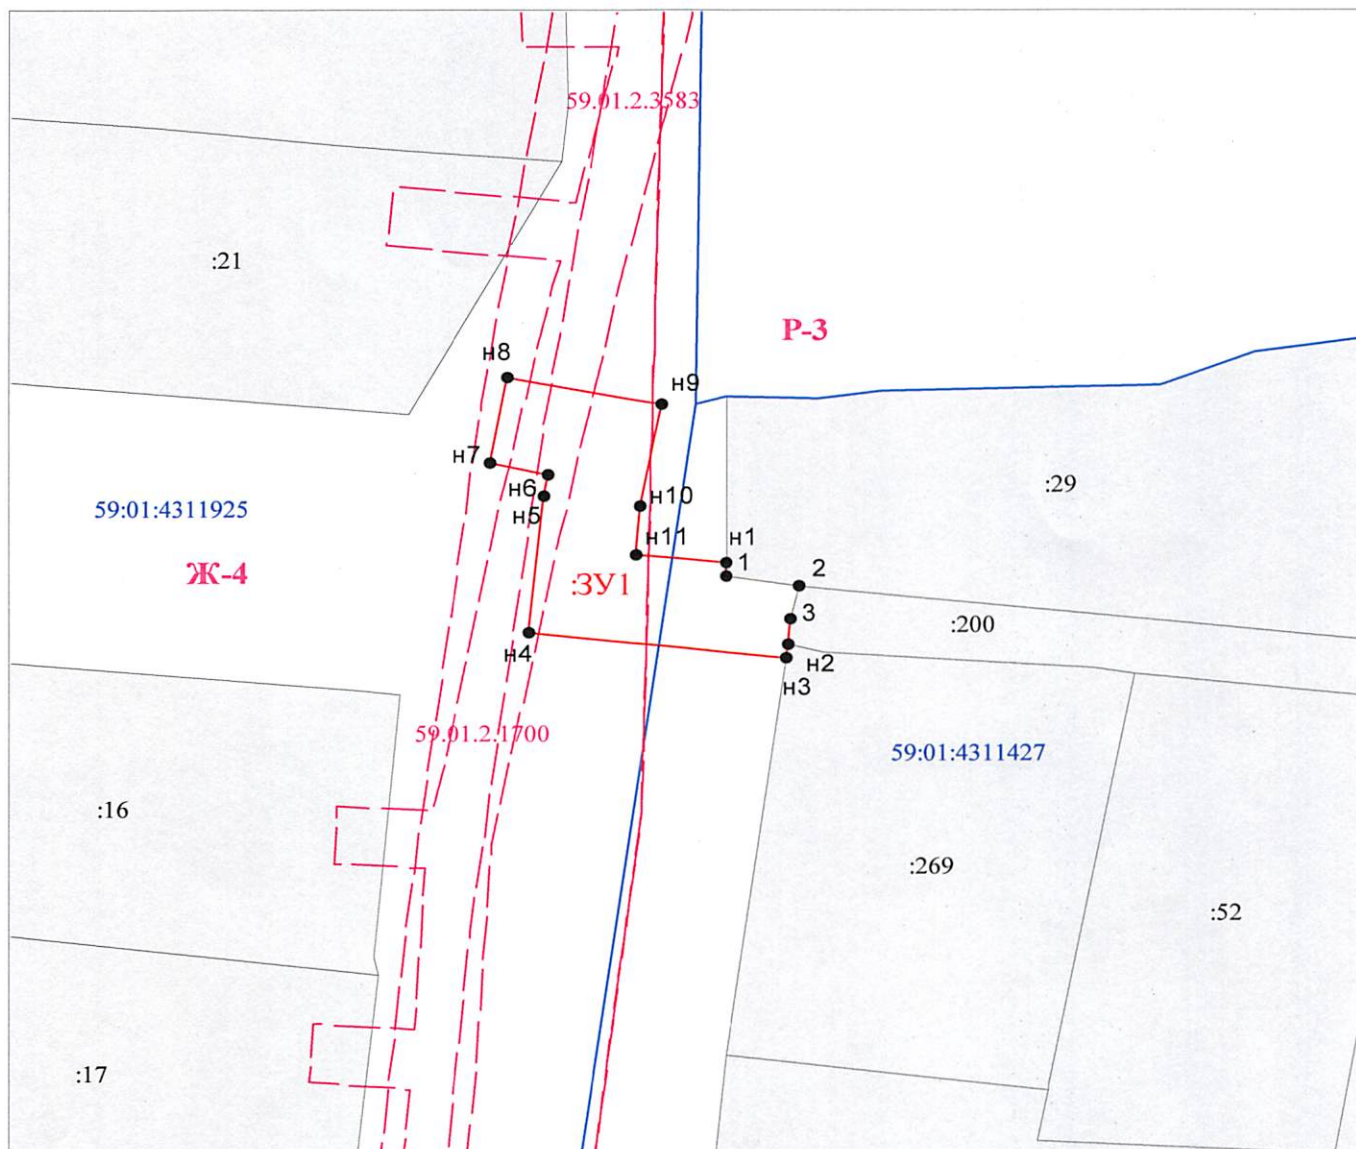 59.01.2.3583
:21
Р-3
н8
н9
н7
н6
н10
:29
59:01:4311925
н5
н11
н1
Ж-4
:ЗУ1
1
2
3
:200
н4
н2
н3
59.01.2.1700
59:01:4311427
:16
:269
:52
:17